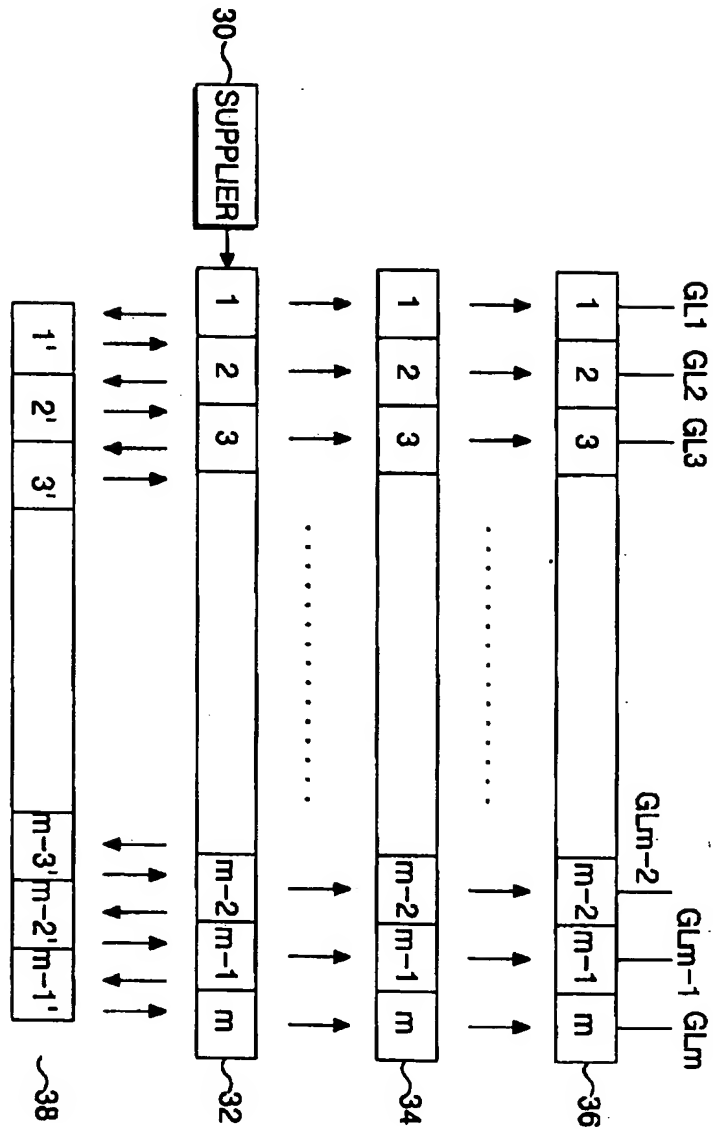 GL1 GL2 GL3 GLm-2 GLm-1 GLm
1 2 3 m-2 m-1 m 36
1 2 3 m-2 m-1 m 34
30 SUPPLIER 1 2 3 m-2 m-1 m 32
1' 2' 3' m-3' m-2' m-1' 38